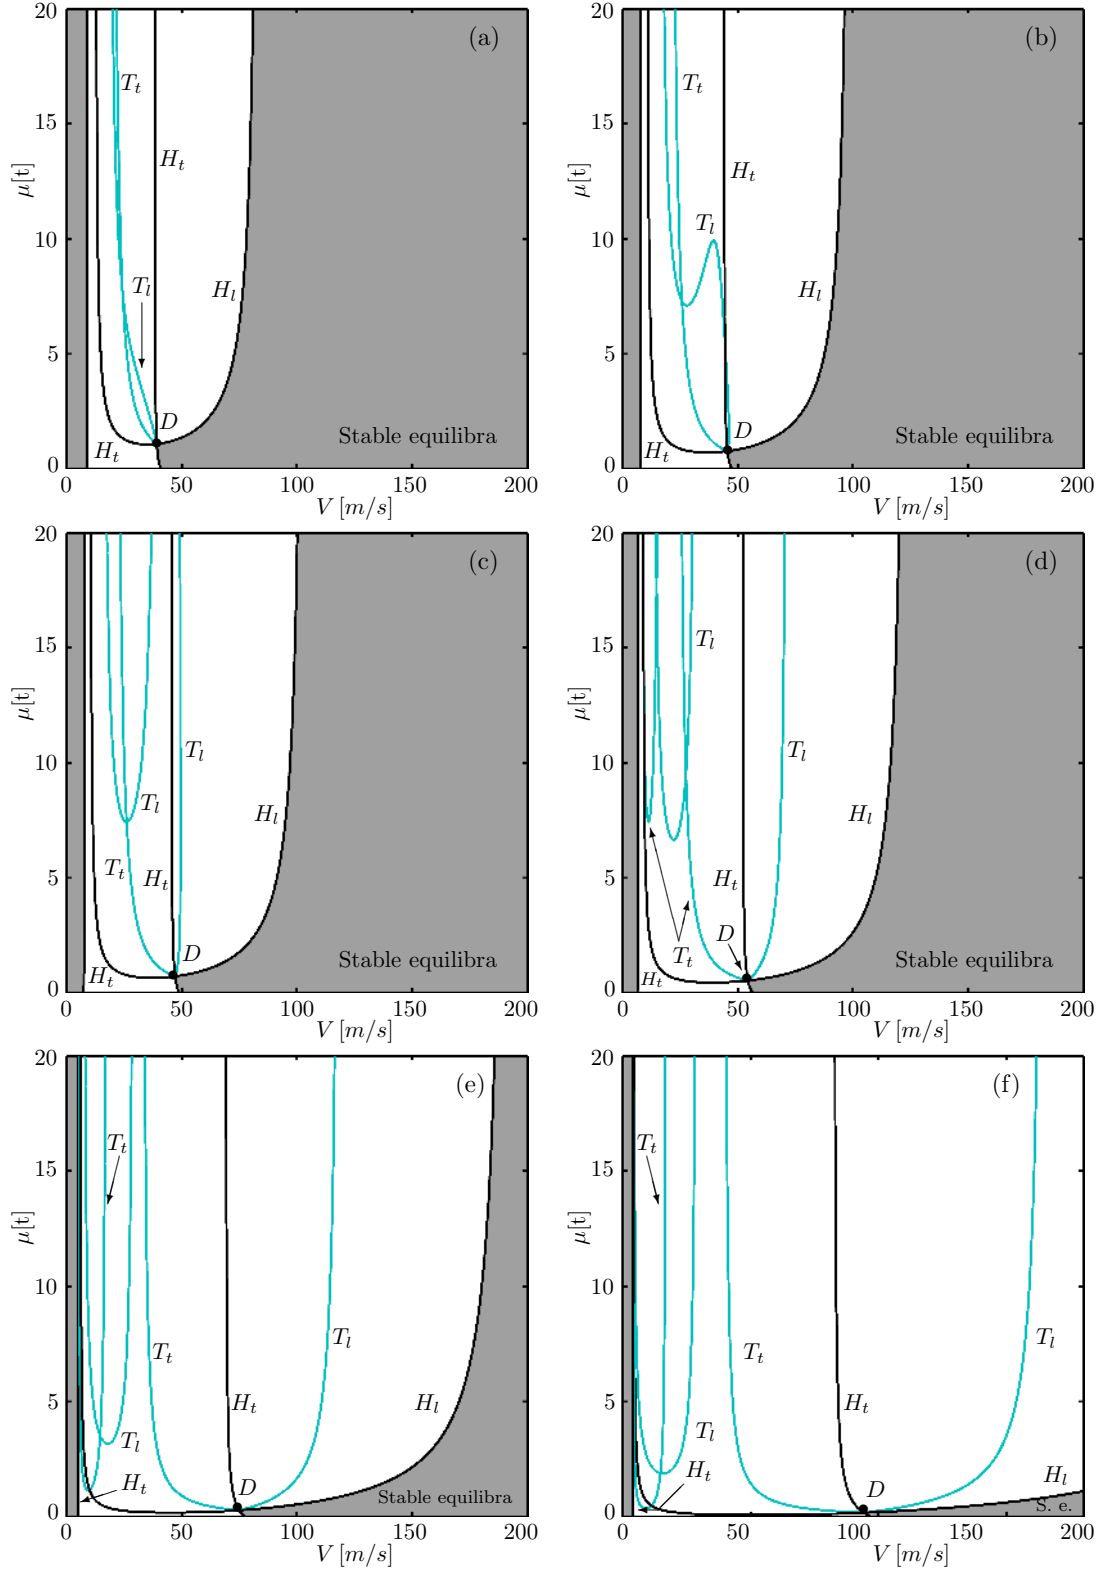 20
15
10
5
0
0
50
100
150
200
μ[t]
V [m/s]
(a)
T_t
H_t
T_l
H_l
D
H_t
Stable equilibra
20
15
10
5
0
0
50
100
150
200
μ[t]
V [m/s]
(b)
T_t
H_t
T_l
H_l
D
H_t
Stable equilibra
20
15
10
5
0
0
50
100
150
200
μ[t]
V [m/s]
(c)
T_l
T_l
H_l
T_t
H_t
D
H_t
Stable equilibra
20
15
10
5
0
0
50
100
150
200
μ[t]
V [m/s]
(d)
T_l
T_l
H_l
H_t
D
T_t
H_t
Stable equilibra
20
15
10
5
0
0
50
100
150
200
μ[t]
V [m/s]
(e)
T_t
T_t
T_l
H_t
H_l
T_l
H_t
D
Stable equilibra
20
15
10
5
0
0
50
100
150
200
μ[t]
V [m/s]
(f)
T_t
T_t
T_l
H_t
T_l
H_t
D
H_l
S. e.